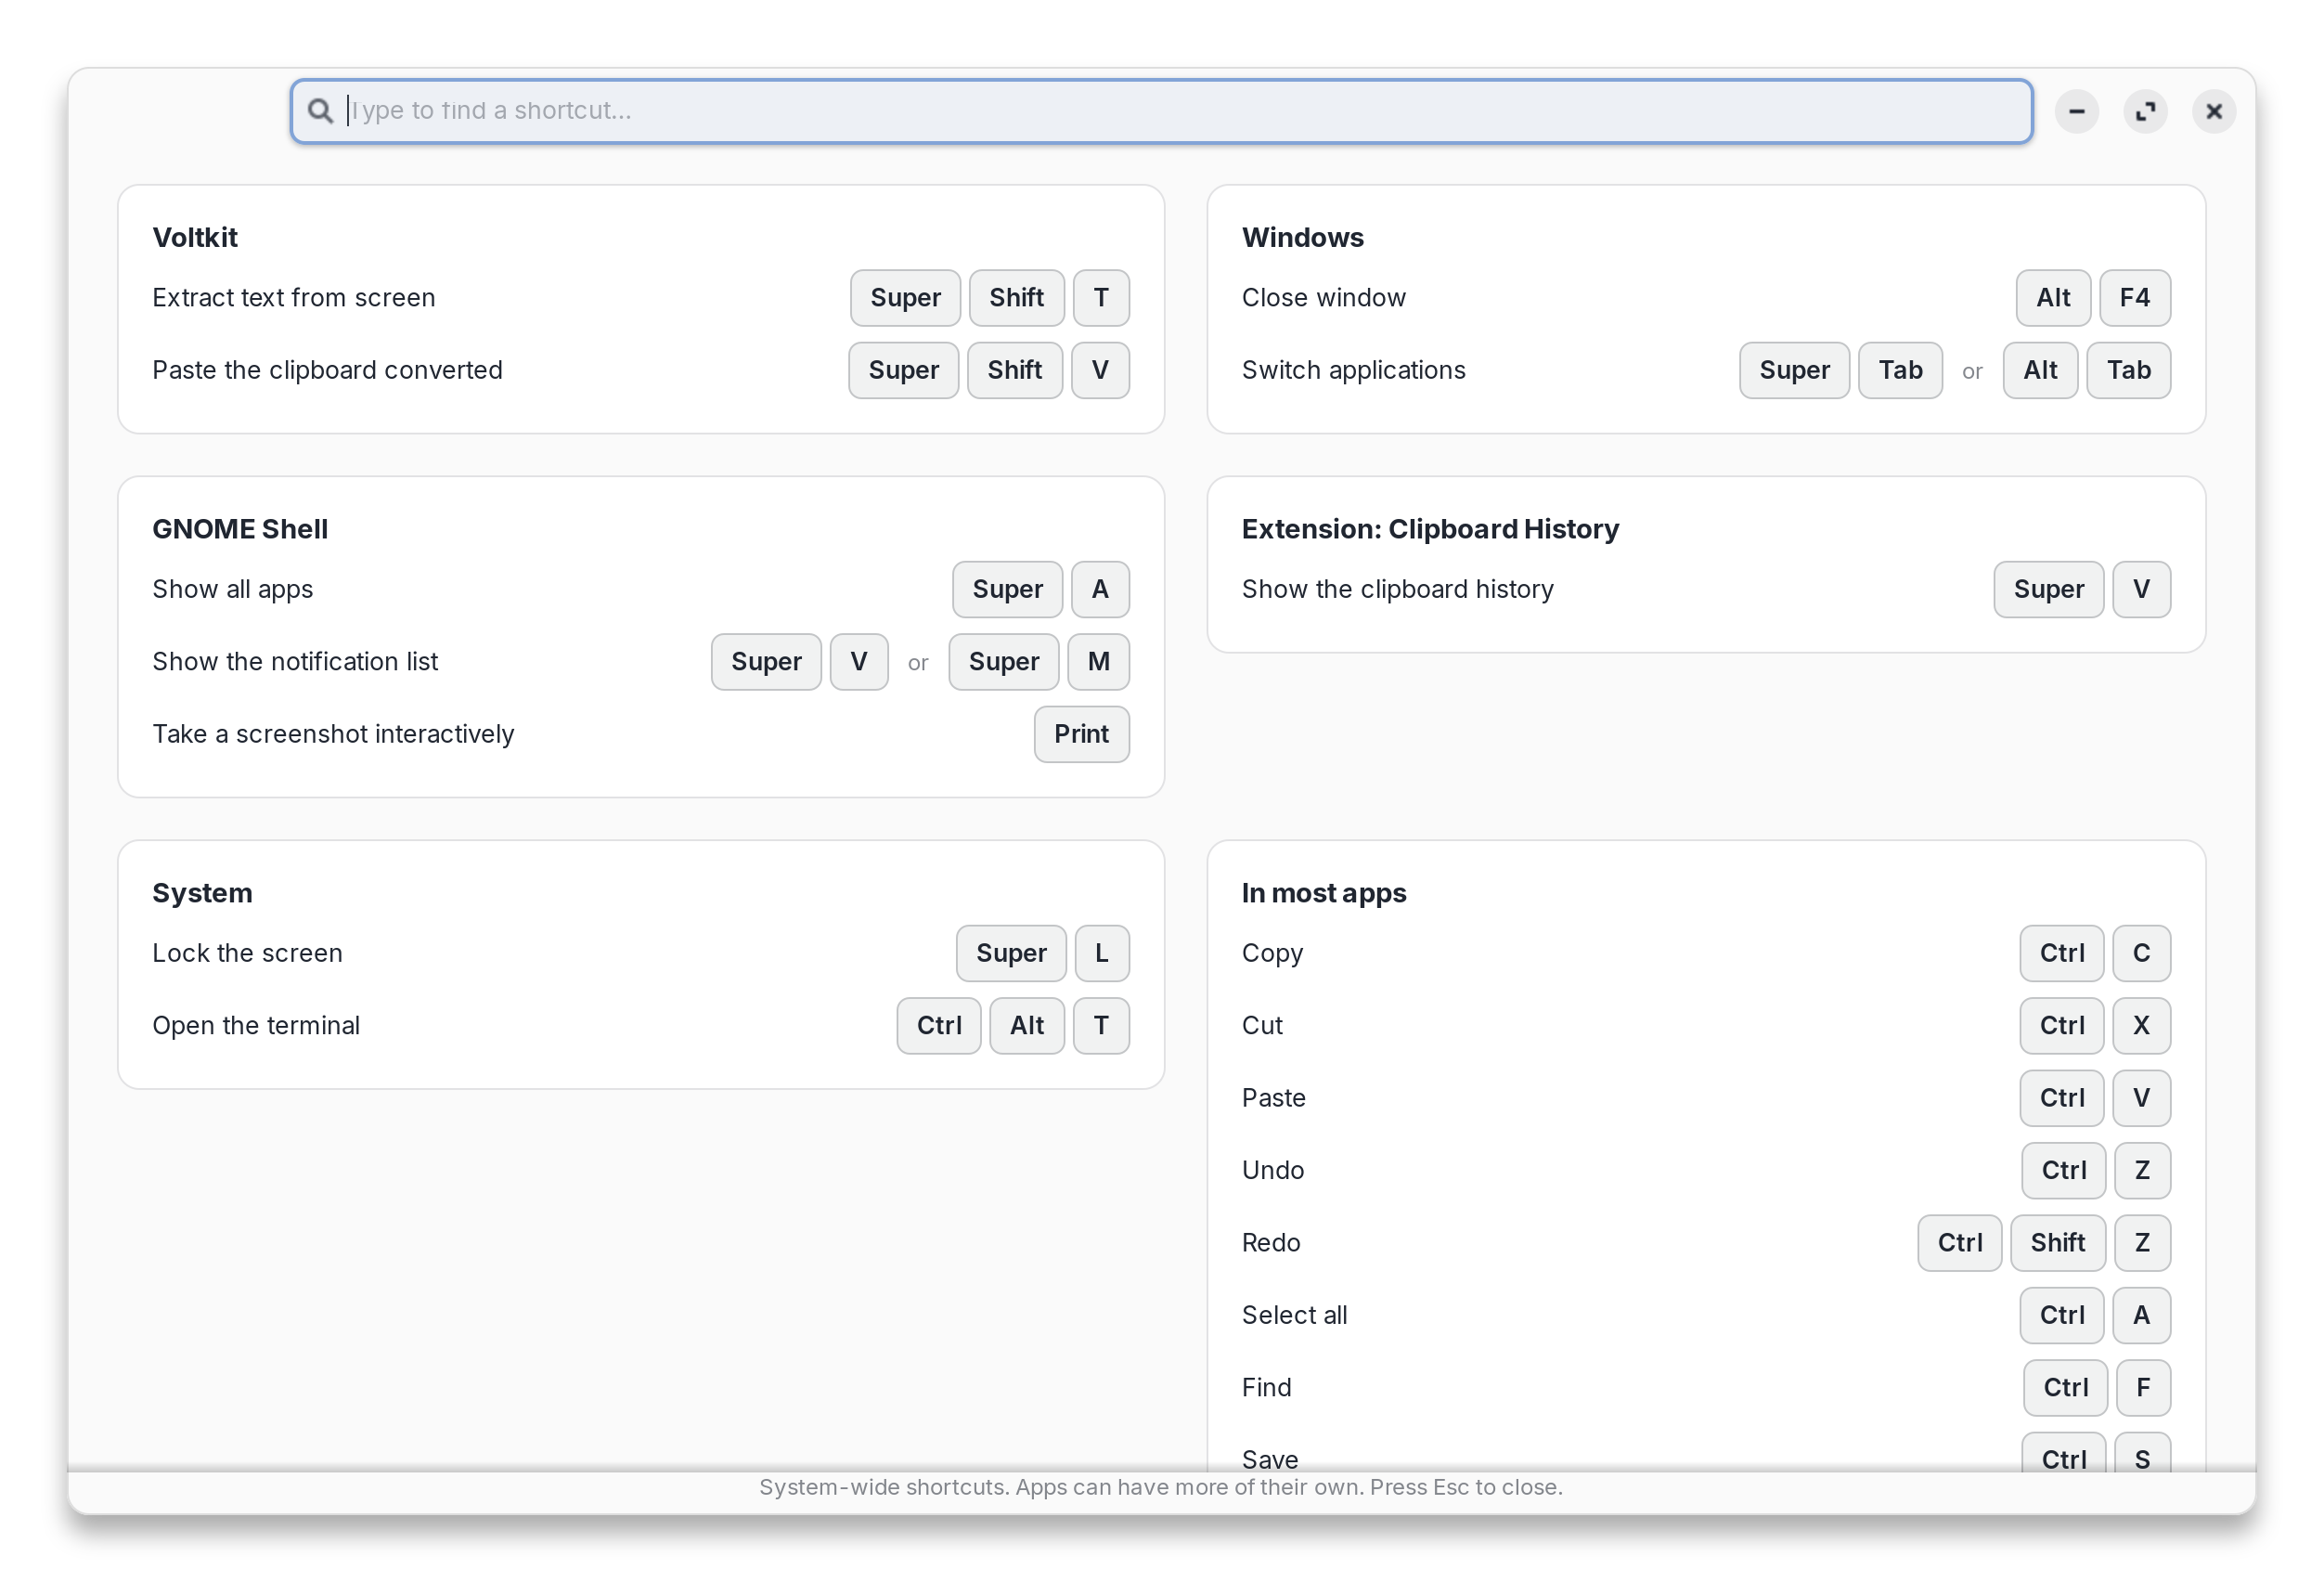 Type to find a shortcut...
Voltkit
Extract text from screen Super Shift T
Paste the clipboard converted Super Shift V
Windows
Close window Alt F4
Switch applications Super Tab or Alt Tab
GNOME Shell
Show all apps Super A
Show the notification list Super V or Super M
Take a screenshot interactively Print
Extension: Clipboard History
Show the clipboard history Super V
System
Lock the screen Super L
Open the terminal Ctrl Alt T
In most apps
Copy Ctrl C
Cut Ctrl X
Paste Ctrl V
Undo Ctrl Z
Redo Ctrl Shift Z
Select all Ctrl A
Find Ctrl F
Save Ctrl S
System-wide shortcuts. Apps can have more of their own. Press Esc to close.